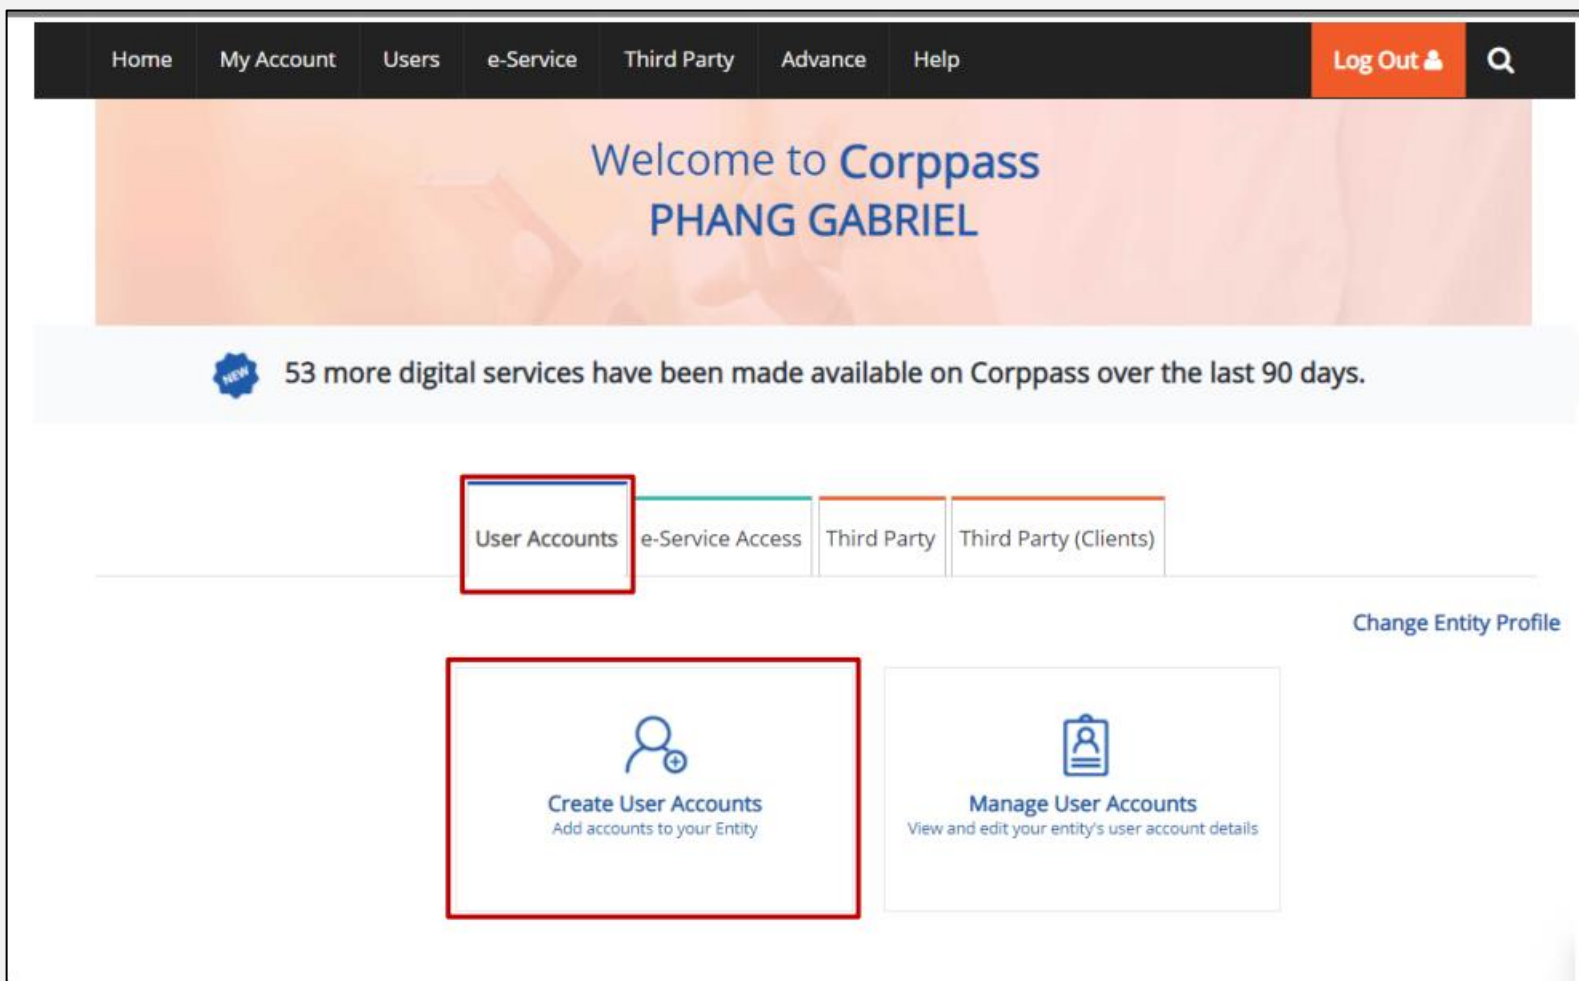 Home My Account Users e-Service Third Party Advance Help Log Out
Welcome to Corppass
PHANG GABRIEL
NEW 53 more digital services have been made available on Corppass over the last 90 days.
User Accounts e-Service Access Third Party Third Party (Clients)
Change Entity Profile
Create User Accounts
Add accounts to your Entity
Manage User Accounts
View and edit your entity's user account details